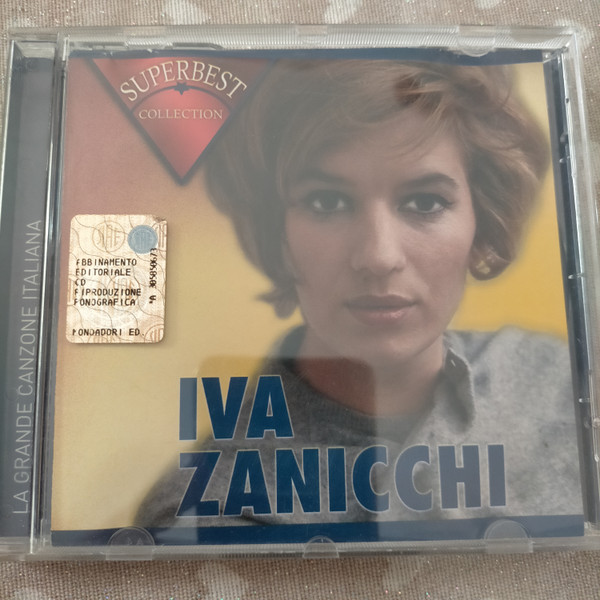 SUPERBEST
COLLECTION
ABBINAMENTO
EDITORIALE
CD
RIPRODUZIONE
FONOGRAFICA
MONDADORI ED.
IVA
ZANICCHI
LA GRANDE CANZONE ITALIANA